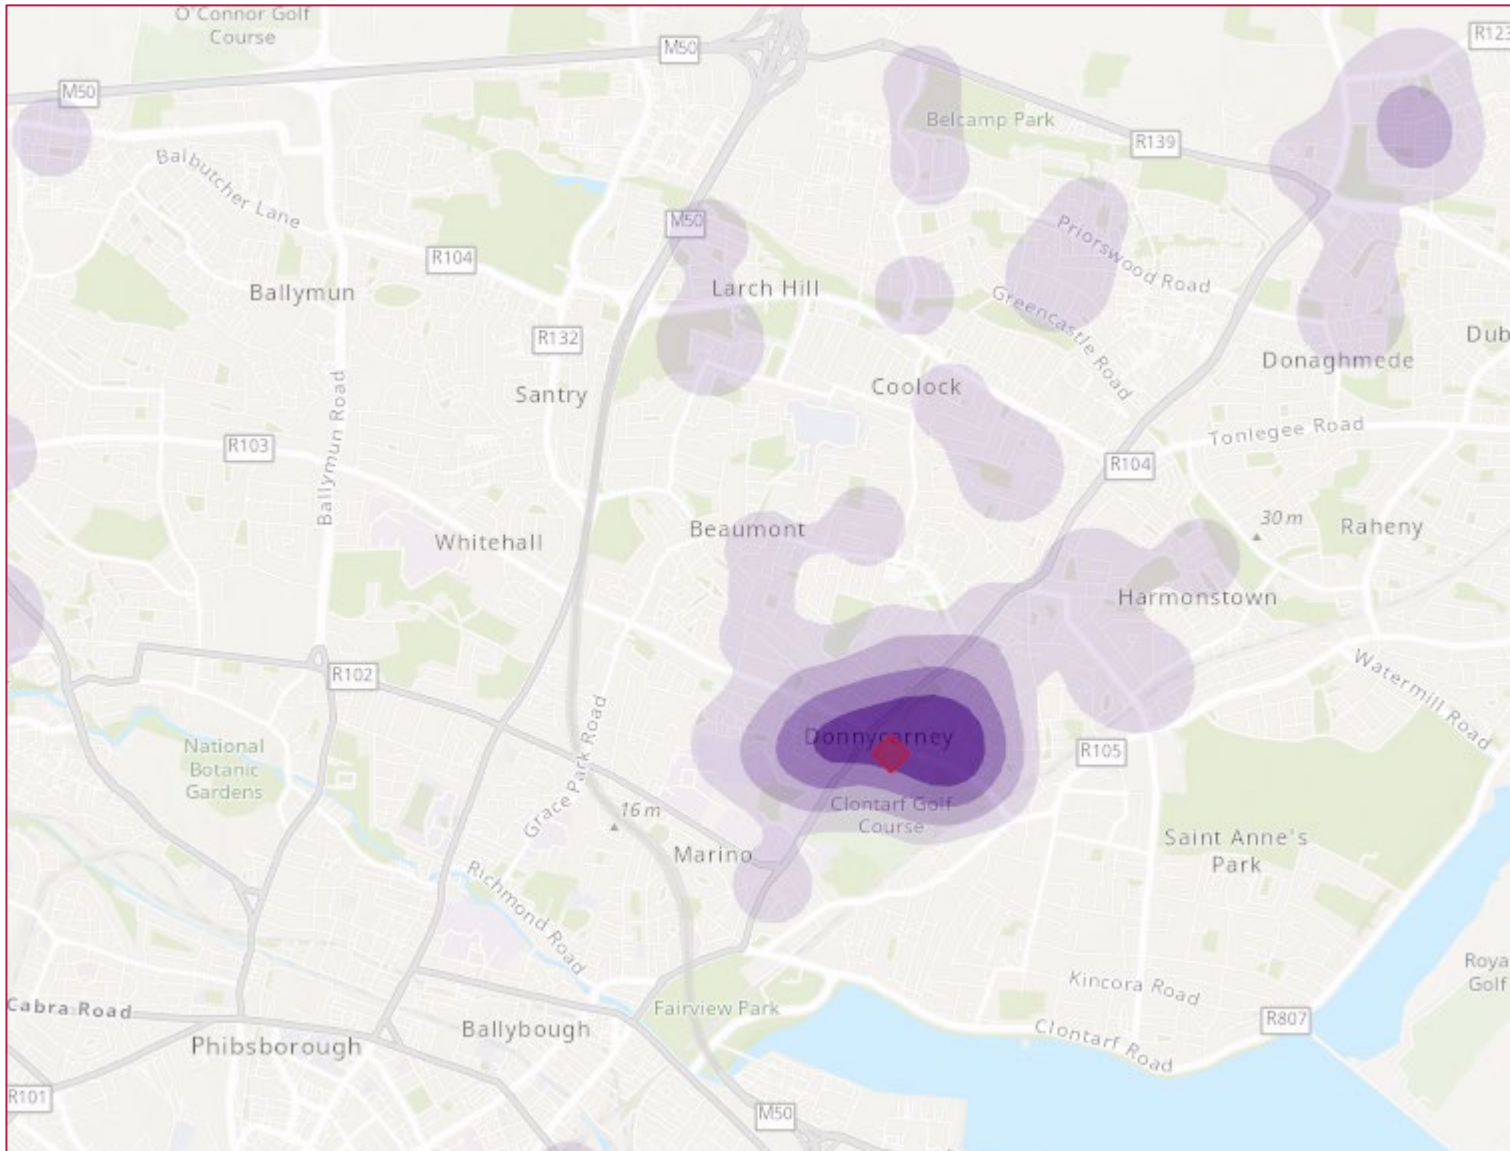 O'Connor Golf
Course
M50
R123
M50
Belcamp Park
R139
Balbutcher Lane
M50
Priorswood Road
R104
Ballymun
Larch Hill
Greencastle Road
R132
Donaghmede
Dub
Santry
Coolock
Ballymun Road
R103
Tonlegee Road
R104
30 m
Raheny
Beaumont
Whitehall
Harmonstown
R102
Watermill Road
National
Botanic
Gardens
Donnycarney
R105
Grace Park Road
16 m
Clontarf Golf
Course
Marino
Saint Anne's
Park
Richmond Road
Cabra Road
Fairview Park
Kincora Road
Roya
Golf
Phibsborough
Ballybough
Clontarf Road
R807
R101
M50